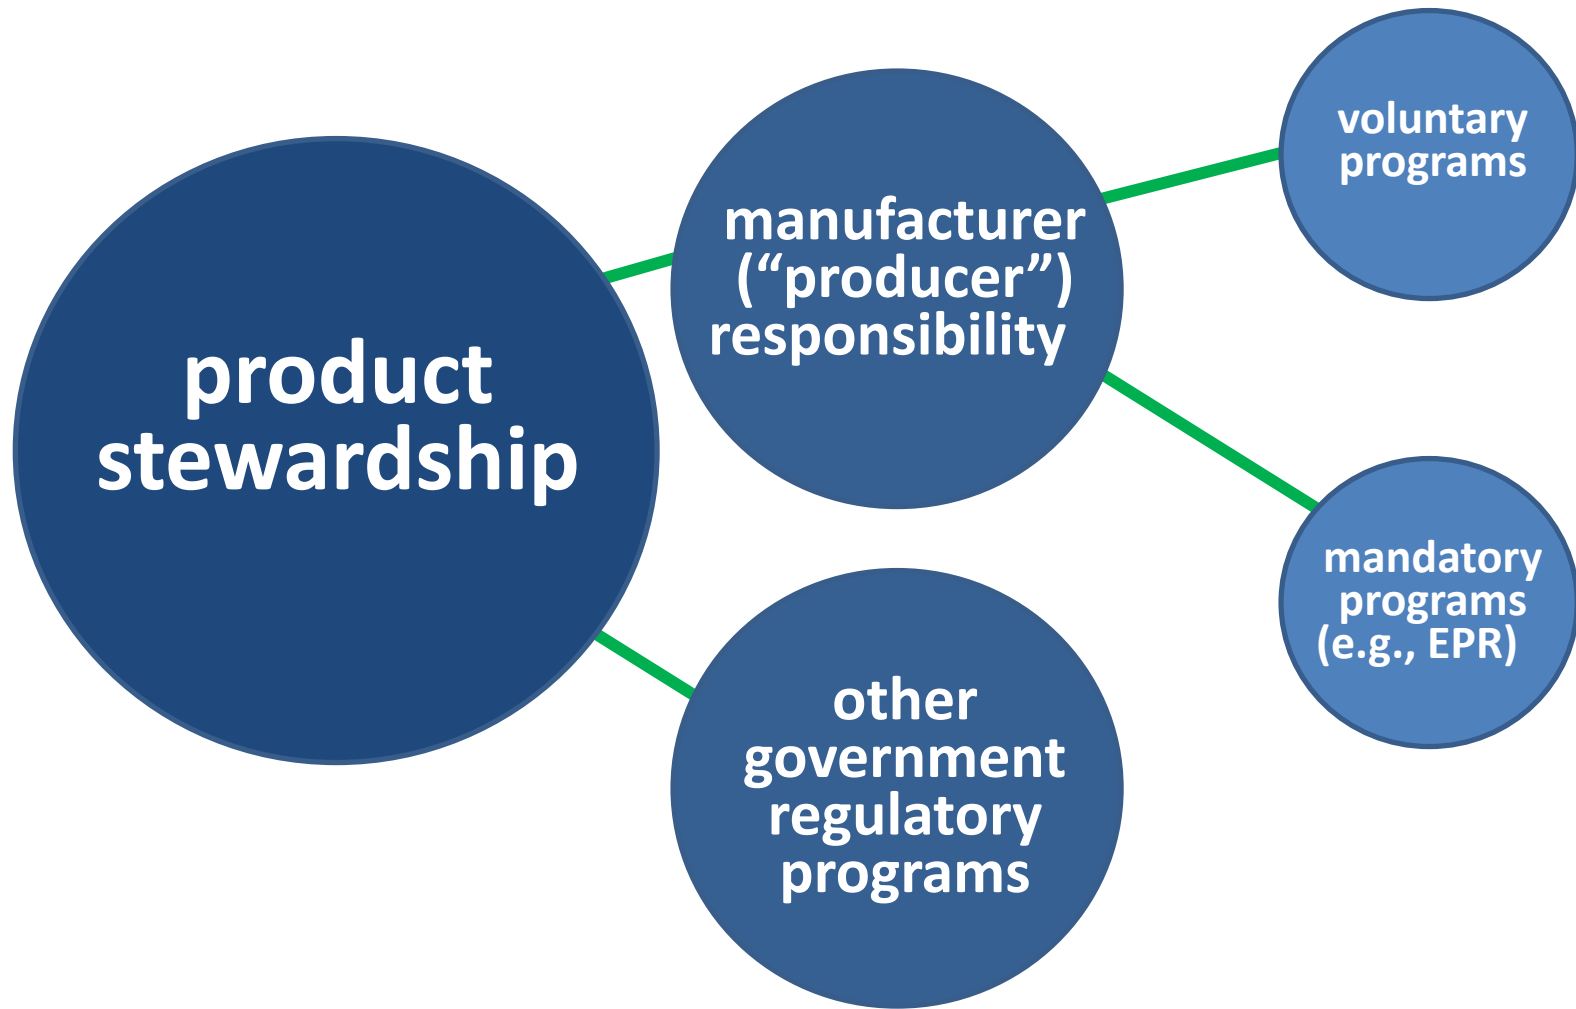 product
stewardship
manufacturer
(“producer”)
responsibility
voluntary
programs
mandatory
programs
(e.g., EPR)
other
government
regulatory
programs